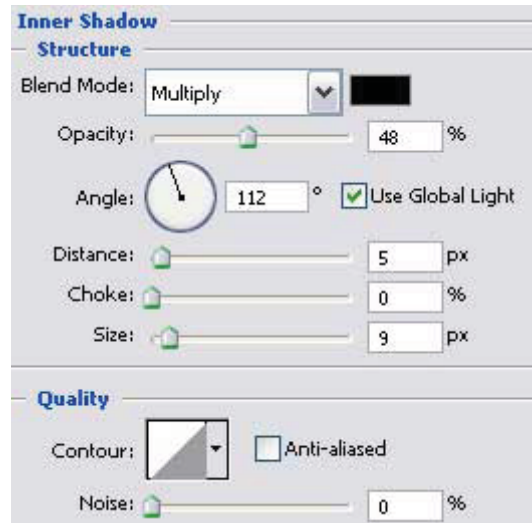 Inner Shadow
Structure
Blend Mode: Multiply
Opacity: 48 %
Angle: 112 ° Use Global Light
Distance: 5 px
Choke: 0 %
Size: 9 px
Quality
Contour: Anti-aliased
Noise: 0 %